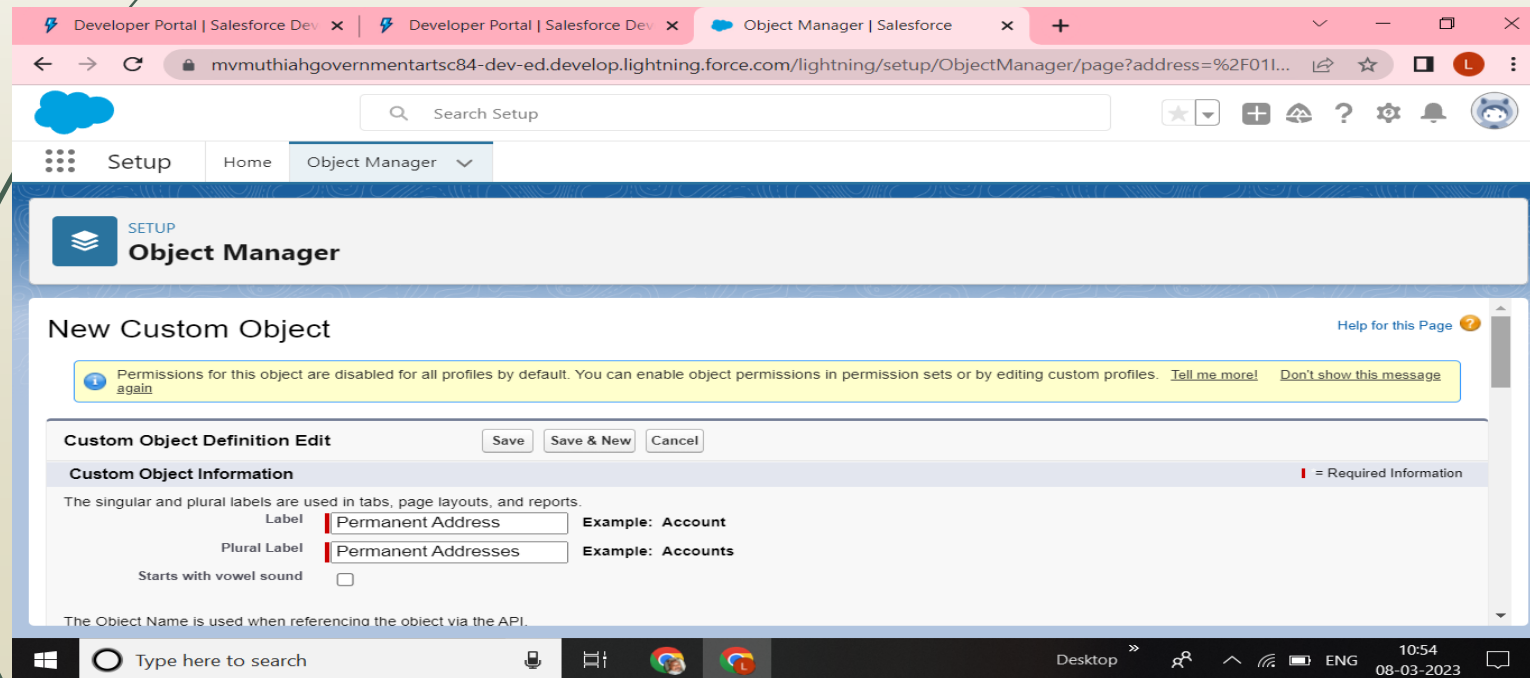 Developer Portal | Salesforce Dev
Developer Portal | Salesforce Dev
Object Manager | Salesforce
mvmuthiahgovernmentartsc84-dev-ed.develop.lightning.force.com/lightning/setup/ObjectManager/page?address=%2F01I...
L
Search Setup
Setup
Home
Object Manager
SETUP
Object Manager
New Custom Object
Help for this Page
Permissions for this object are disabled for all profiles by default. You can enable object permissions in permission sets or by editing custom profiles. Tell me more! Don't show this message
again
Custom Object Definition Edit Save Save & New Cancel
Custom Object Information = Required Information
The singular and plural labels are used in tabs, page layouts, and reports.
Label Permanent Address Example: Account
Plural Label Permanent Addresses Example: Accounts
Starts with vowel sound
The Object Name is used when referencing the object via the API.
Type here to search
Desktop
ENG
10:54
08-03-2023